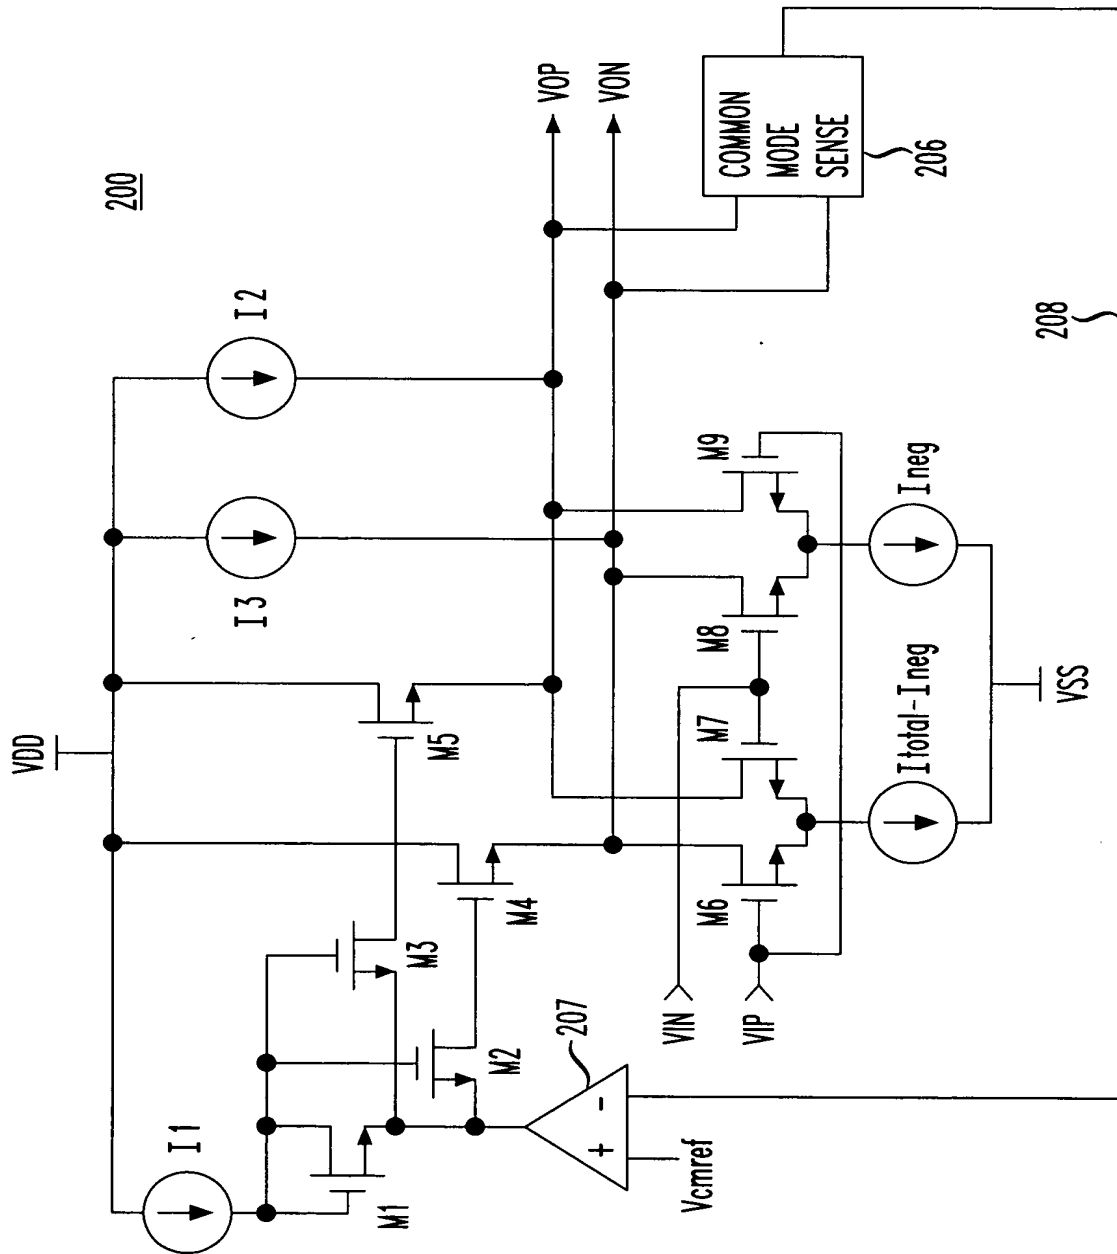 200
VDD
I1
I2
I3
M1
M2
M3
M4
M5
VOP
VON
COMMON
MODE
SENSE
206
207
+
-
Vcmref
VIN
VIP
M6
M7
M8
M9
Itotal-Ineg
Ineg
VSS
208